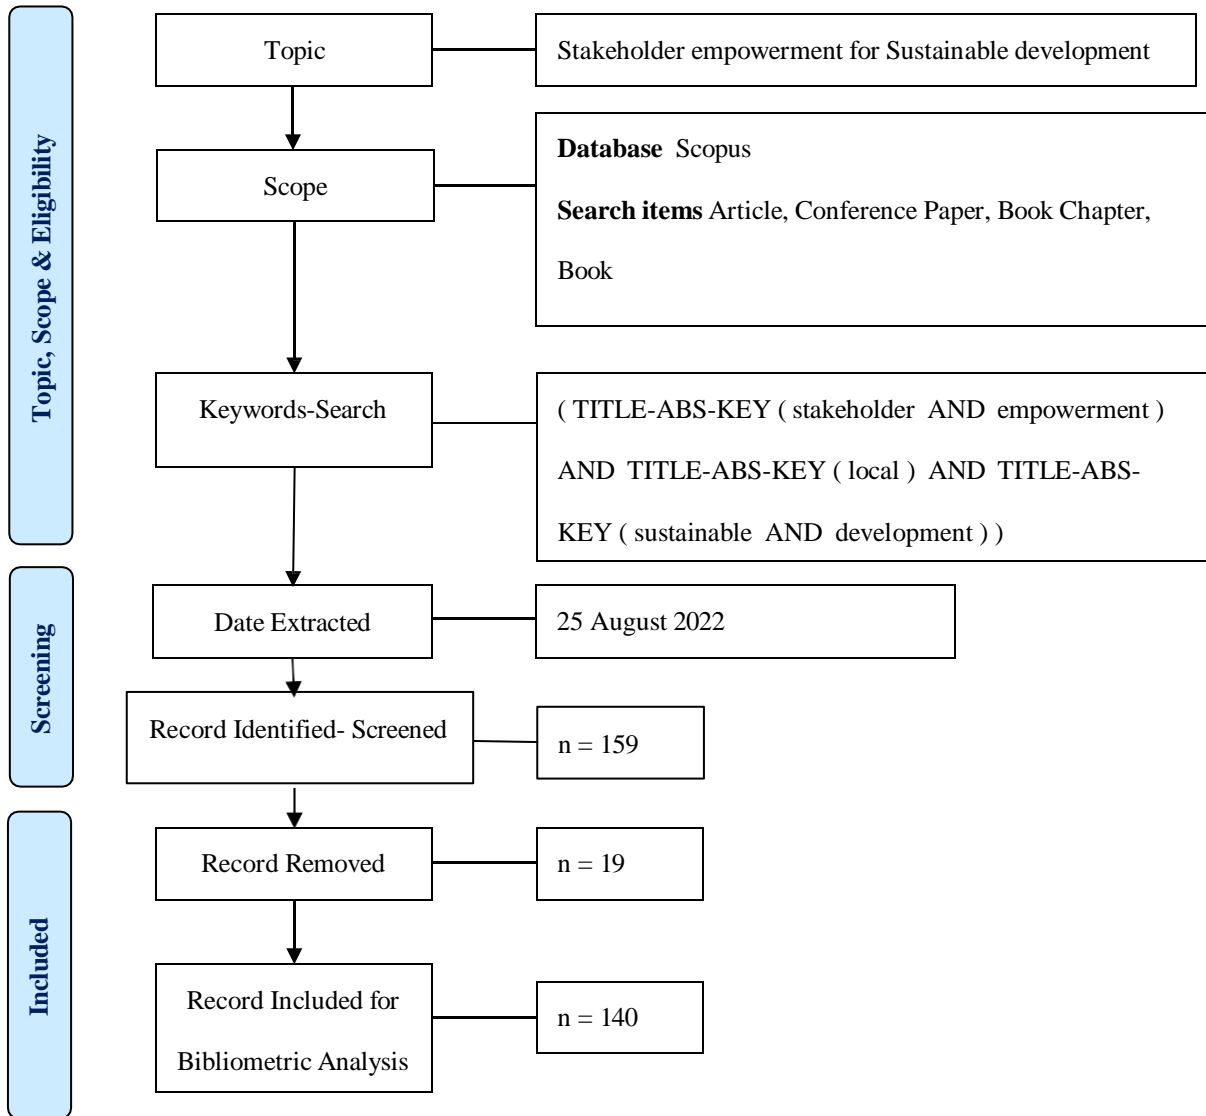 Topic, Scope & Eligibility
Topic
Stakeholder empowerment for Sustainable development
Scope
Database Scopus
Search items Article, Conference Paper, Book Chapter,
Book
Keywords-Search
( TITLE-ABS-KEY ( stakeholder AND empowerment )
AND TITLE-ABS-KEY ( local ) AND TITLE-ABS-
KEY ( sustainable AND development ) )
Screening
Date Extracted
25 August 2022
Record Identified- Screened
n = 159
Included
Record Removed
n = 19
Record Included for
Bibliometric Analysis
n = 140